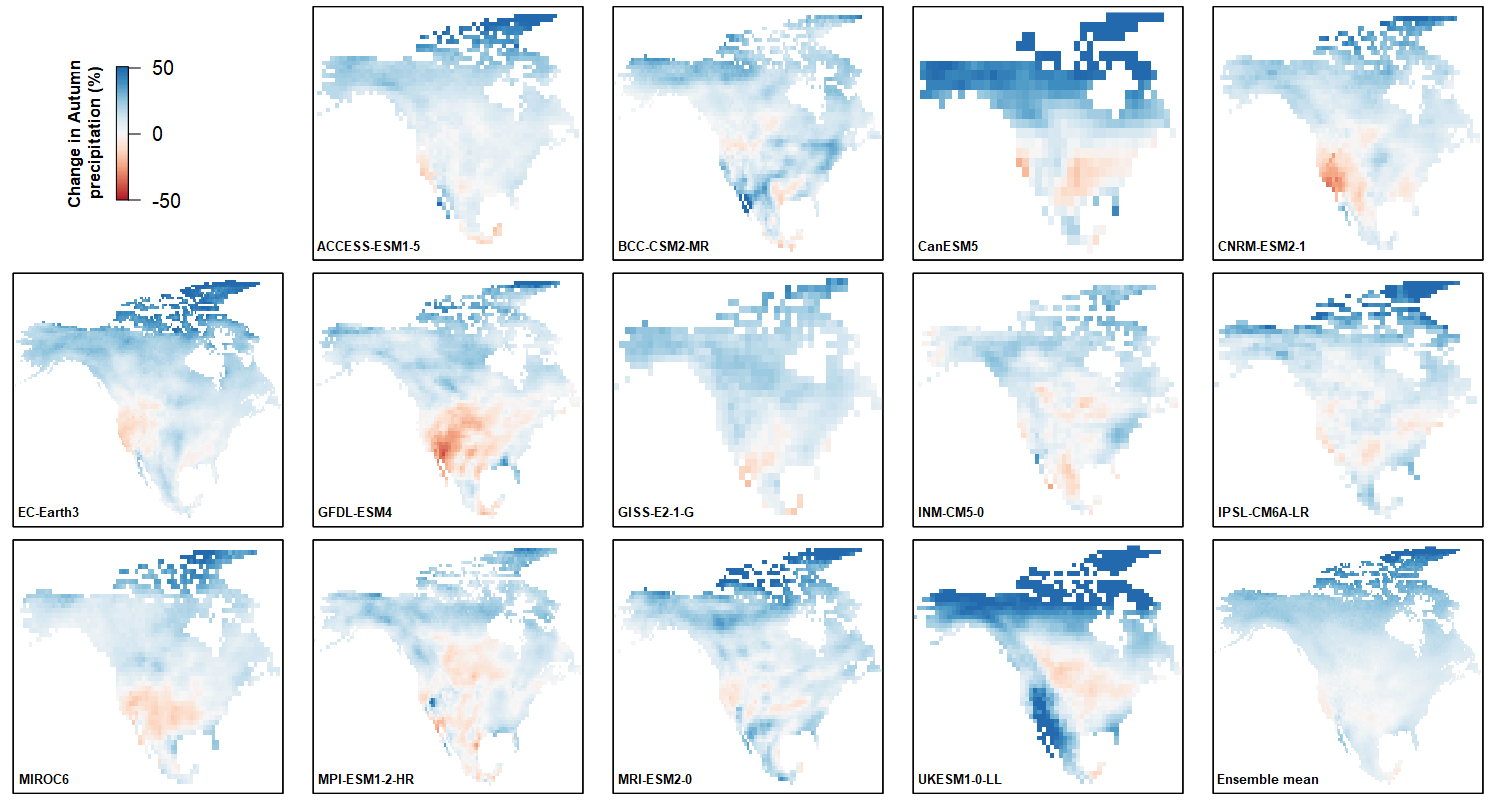 Change in Autumn
precipitation (%)
50
0
-50
ACCESS-ESM1-5
BCC-CSM2-MR
CanESM5
CNRM-ESM2-1
EC-Earth3
GFDL-ESM4
GISS-E2-1-G
INM-CM5-0
IPSL-CM6A-LR
MIROC6
MPI-ESM1-2-HR
MRI-ESM2-0
UKESM1-0-LL
Ensemble mean